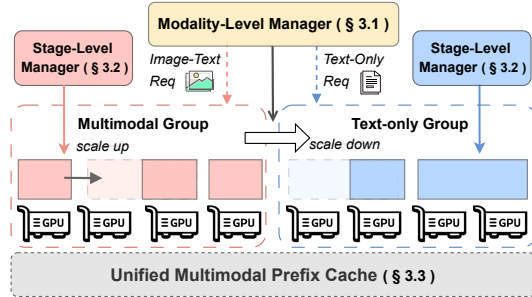 Modality-Level Manager ( § 3.1 )
Stage-Level
Manager ( § 3.2 )
Image-Text
Req
Text-Only
Req
Stage-Level
Manager ( § 3.2 )
Multimodal Group
scale up
Text-only Group
scale down
GPU
GPU
GPU
GPU
GPU
GPU
GPU
GPU
Unified Multimodal Prefix Cache ( § 3.3 )